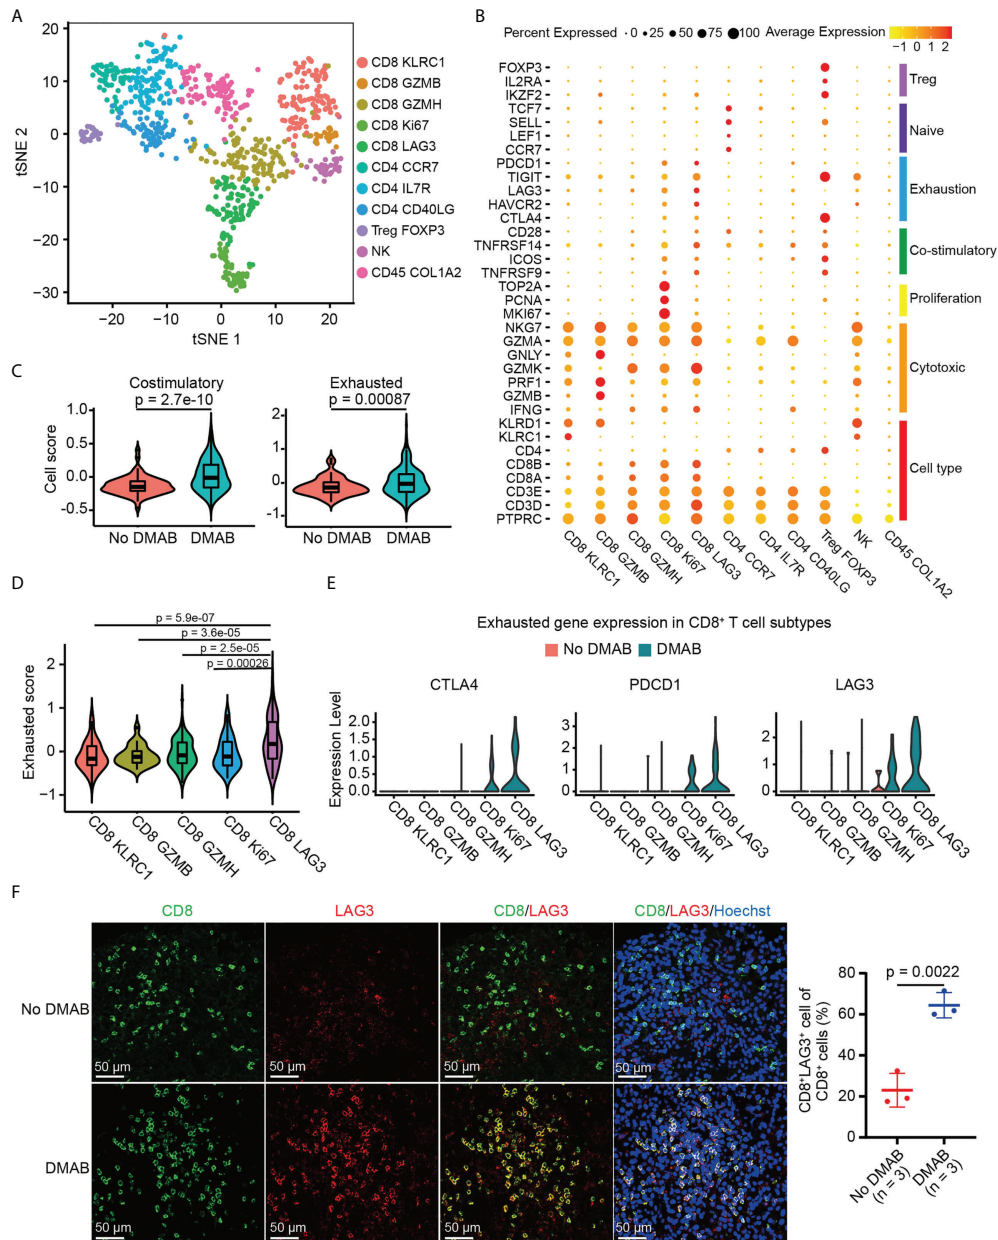 A
20
10
0
−10
−20
−30
tSNE 2
−20
−10
0
10
20
tSNE 1
CD8 KLRC1
CD8 GZMB
CD8 GZMH
CD8 Ki67
CD8 LAG3
CD4 CCR7
CD4 IL7R
CD4 CD40LG
Treg FOXP3
NK
CD45 COL1A2
B
Percent Expressed 0 25 50 75 100 Average Expression −1 0 1 2
FOXP3
IL2RA
IKZF2
TCF7
SELL
LEF1
CCR7
PDCD1
TIGIT
LAG3
HAVCR2
CTLA4
CD28
TNFRSF14
ICOS
TNFRSF9
TOP2A
PCNA
MKI67
NKG7
GZMA
GNLY
GZMK
PRF1
GZMB
IFNG
KLRD1
KLRC1
CD4
CD8B
CD8A
CD3E
CD3D
PTPRC
Treg
Naive
Exhaustion
Co-stimulatory
Proliferation
Cytotoxic
Cell type
CD8 KLRC1
CD8 GZMB
CD8 GZMH
CD8 Ki67
CD8 LAG3
CD4 CCR7
CD4 IL7R
CD4 CD40LG
Treg FOXP3
NK
CD45 COL1A2
C
Costimulatory
p = 2.7e-10
Cell score
1.0
0.5
0.0
−0.5
No DMAB
DMAB
Exhausted
p = 0.00087
2
1
0
−1
No DMAB
DMAB
D
p = 5.9e-07
p = 3.6e-05
p = 2.5e-05
p = 0.00026
Exhausted score
2
1
0
−1
CD8 KLRC1
CD8 GZMB
CD8 GZMH
CD8 Ki67
CD8 LAG3
E
Exhausted gene expression in CD8⁺ T cell subtypes
No DMAB
DMAB
CTLA4
PDCD1
LAG3
Expression Level
2.0
1.5
1.0
0.5
0.0
CD8 KLRC1
CD8 GZMB
CD8 GZMH
CD8 Ki67
CD8 LAG3
3
2
1
0
CD8 KLRC1
CD8 GZMB
CD8 GZMH
CD8 Ki67
CD8 LAG3
2
1
0
CD8 KLRC1
CD8 GZMB
CD8 GZMH
CD8 Ki67
CD8 LAG3
F
CD8
LAG3
CD8/LAG3
CD8/LAG3/Hoechst
No DMAB
50 µm
50 µm
50 µm
50 µm
DMAB
50 µm
50 µm
50 µm
50 µm
p = 0.0022
CD8⁺LAG3⁺ cell of
CD8⁺ cells (%)
80
60
40
20
0
No DMAB
(n = 3)
DMAB
(n = 3)